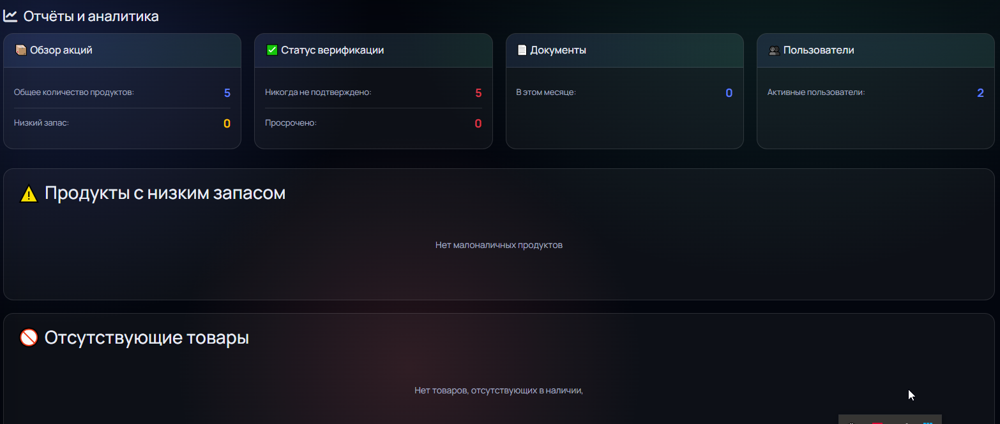 Отчёты и аналитика
Обзор акций
Общее количество продуктов: 5
Низкий запас: 0
Статус верификации
Никогда не подтверждено: 5
Просрочено: 0
Документы
В этом месяце: 0
Пользователи
Активные пользователи: 2
Продукты с низким запасом
Нет малоналичных продуктов
Отсутствующие товары
Нет товаров, отсутствующих в наличии,